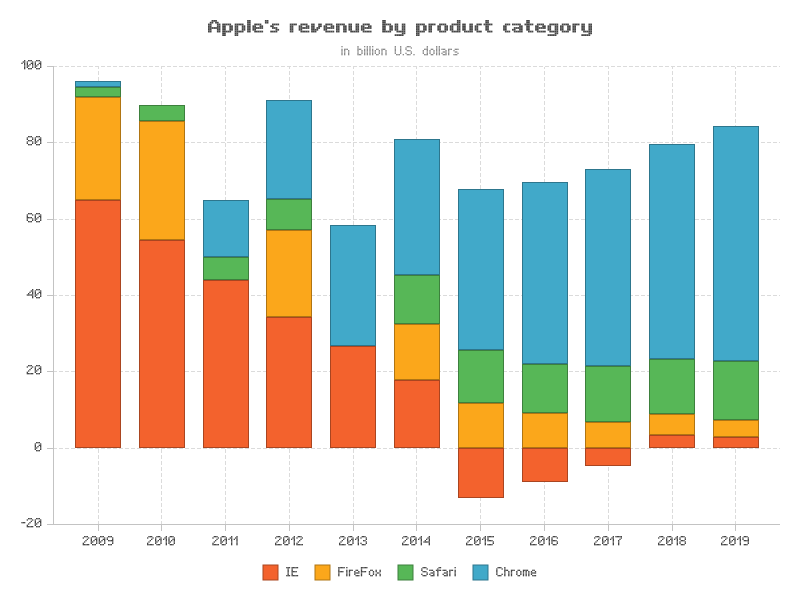 Apple's revenue by product category
in billion U.S. dollars
100
80
60
40
20
0
-20
2009 2010 2011 2012 2013 2014 2015 2016 2017 2018 2019
IE FireFox Safari Chrome